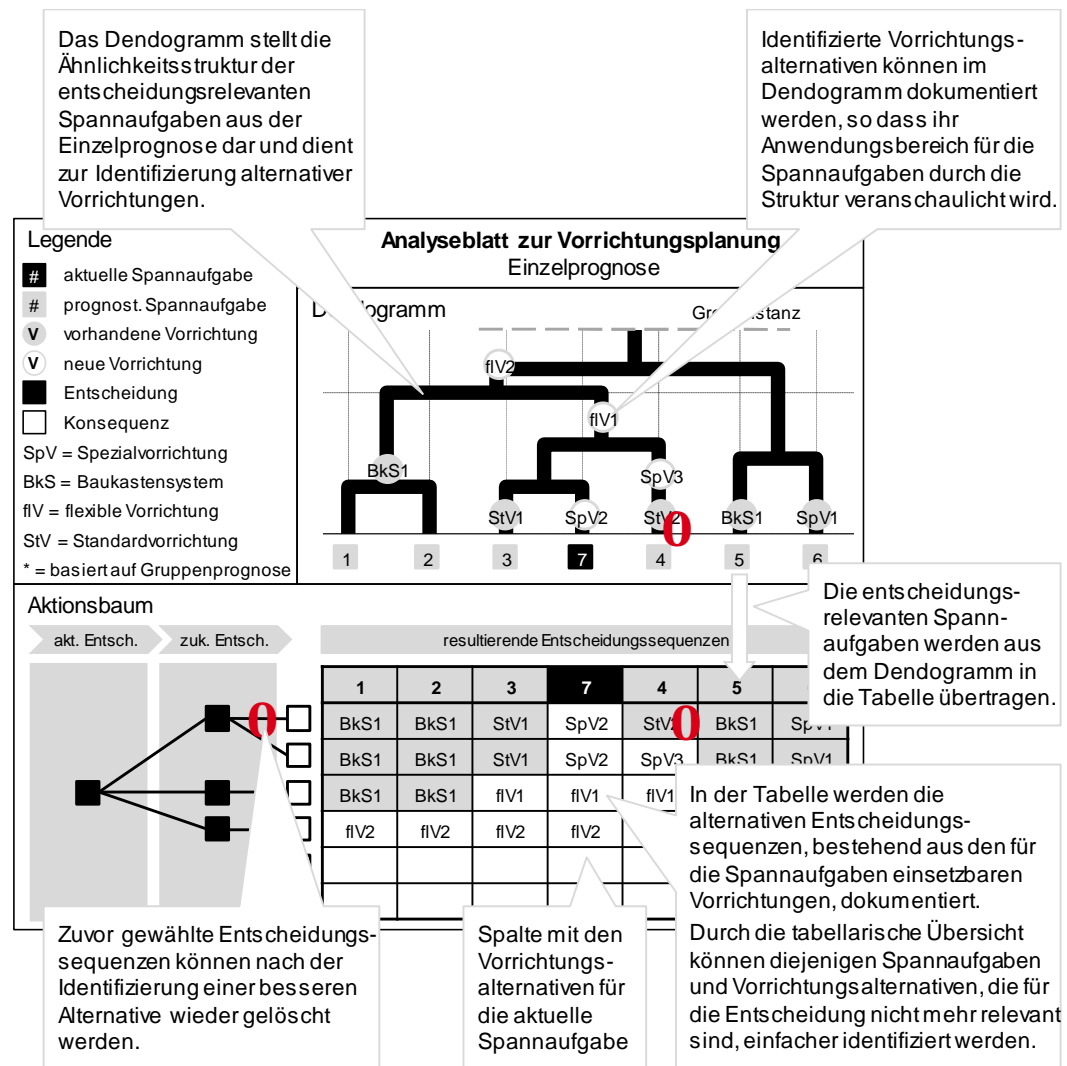 Das Dendogramm stellt die
Ähnlichkeitsstruktur der
entscheidungsrelevanten
Spannaufgaben aus der
Einzelprognose dar und dient
zur Identifizierung alternativer
Vorrichtungen.
Identifizierte Vorrichtungs-
alternativen können im
Dendogramm dokumentiert
werden, so dass ihr
Anwendungsbereich für die
Spannaufgaben durch die
Struktur veranschaulicht wird.
Legende
# aktuelle Spannaufgabe
# prognost. Spannaufgabe
V vorhandene Vorrichtung
V neue Vorrichtung
Entscheidung
Konsequenz
SpV = Spezialvorrichtung
BkS = Baukastensystem
flV = flexible Vorrichtung
StV = Standardvorrichtung
* = basiert auf Gruppenprognose
Analyseblatt zur Vorrichtungsplanung
Einzelprognose
flV2
flV1
BkS1
SpV3
StV1 SpV2 StV2 BkS1 SpV1
0
1 2 3 7 4 5 6
Die entscheidungs-
relevanten Spann-
aufgaben werden aus
dem Dendogramm in
die Tabelle übertragen.
Aktionsbaum
akt. Entsch. zuk. Entsch. resultierende Entscheidungssequenzen
1 2 3 7 4 5
0 BkS1 BkS1 StV1 SpV2 StV2 0 BkS1 SpV1
BkS1 BkS1 StV1 SpV2 SpV3 BkS1 SpV1
BkS1 BkS1 flV1 flV1 flV1
flV2 flV2 flV2 flV2
In der Tabelle werden die
alternativen Entscheidungs-
sequenzen, bestehend aus den für
die Spannaufgaben einsetzbaren
Vorrichtungen, dokumentiert.
Durch die tabellarische Übersicht
können diejenigen Spannaufgaben
und Vorrichtungsalternativen, die für
die Entscheidung nicht mehr relevant
sind, einfacher identifiziert werden.
Zuvor gewählte Entscheidungs-
sequenzen können nach der
Identifizierung einer besseren
Alternative wieder gelöscht
werden.
Spalte mit den
Vorrichtungs-
alternativen für
die aktuelle
Spannaufgabe